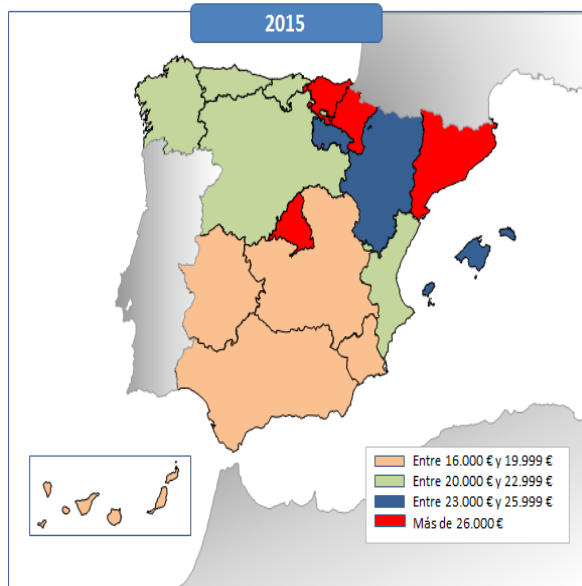 2015
Entre 16.000 € y 19.999 €
Entre 20.000 € y 22.999 €
Entre 23.000 € y 25.999 €
Más de 26.000 €